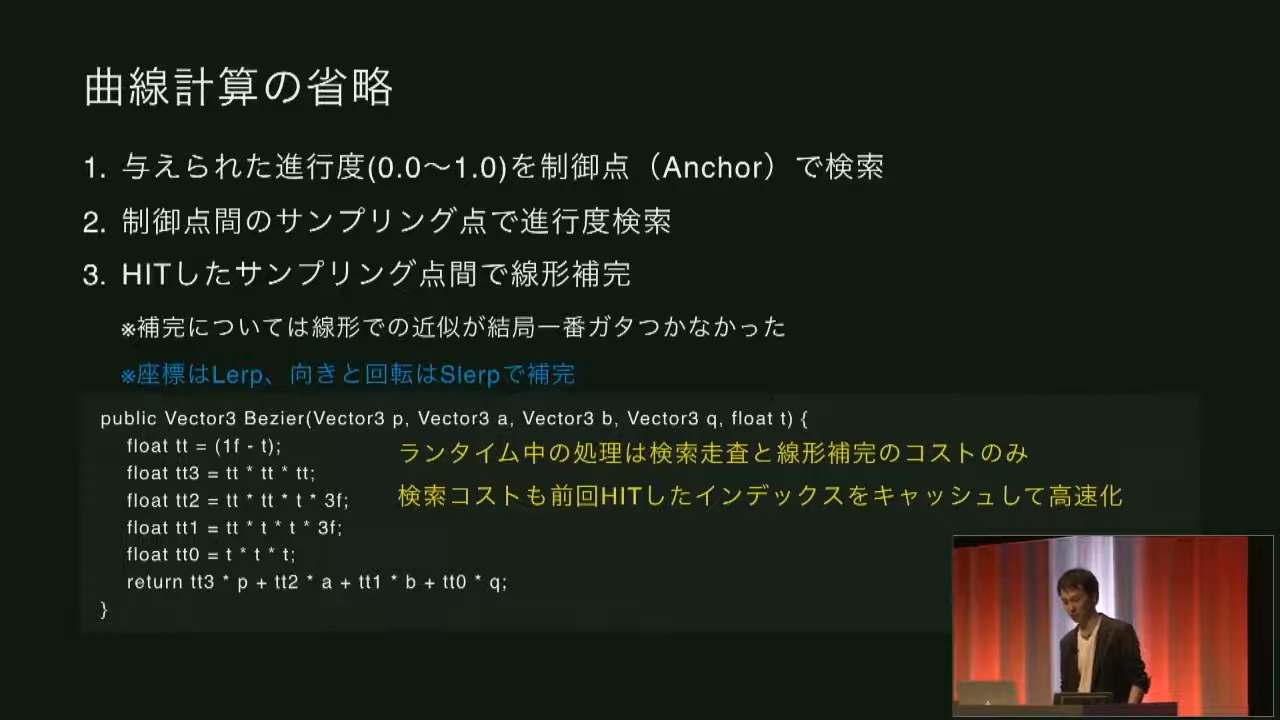 曲線計算の省略
1. 与えられた進行度(0.0〜1.0)を制御点（Anchor）で検索
2. 制御点間のサンプリング点で進行度検索
3. HITしたサンプリング点間で線形補完
※補完については線形での近似が結局一番ガタつかなかった
※座標はLerp、向きと回転はSlerpで補完
public Vector3 Bezier(Vector3 p, Vector3 a, Vector3 b, Vector3 q, float t) {
float tt = (1f - t);
float tt3 = tt * tt * tt;
float tt2 = tt * tt * t * 3f;
float tt1 = tt * t * t * 3f;
float tt0 = t * t * t;
return tt3 * p + tt2 * a + tt1 * b + tt0 * q;
}
ランタイム中の処理は検索走査と線形補完のコストのみ
検索コストも前回HITしたインデックスをキャッシュして高速化